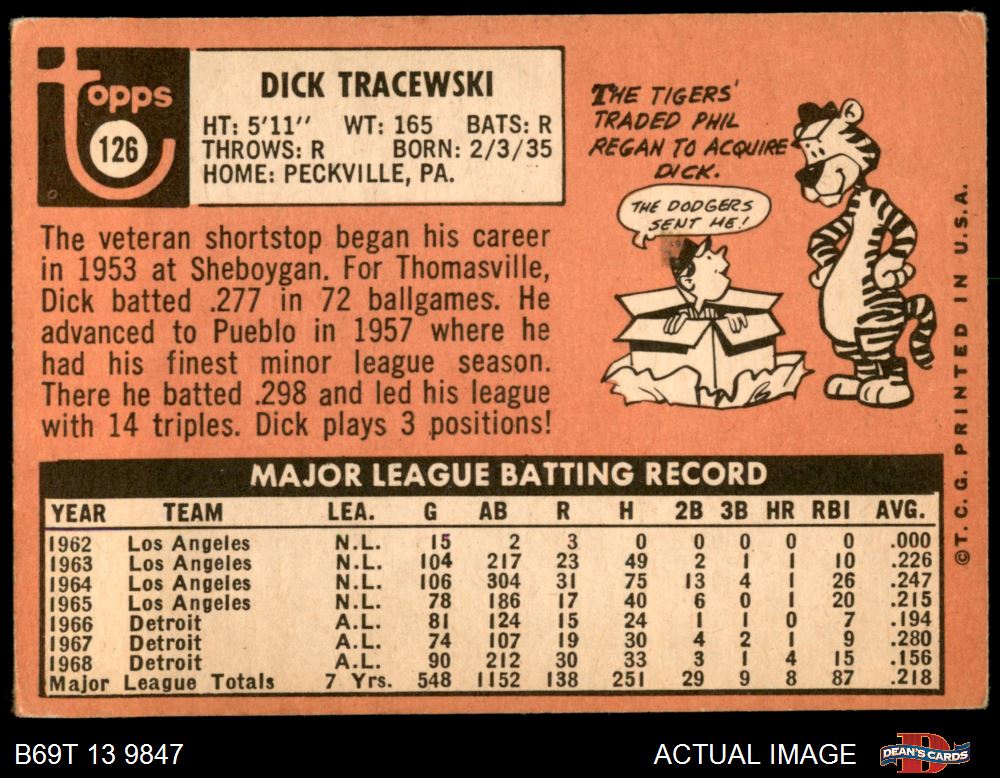 topps
126
DICK TRACEWSKI
HT: 5'11" WT: 165 BATS: R
THROWS: R BORN: 2/3/35
HOME: PECKVILLE, PA.
The veteran shortstop began his career
in 1953 at Sheboygan. For Thomasville,
Dick batted .277 in 72 ballgames. He
advanced to Pueblo in 1957 where he
had his finest minor league season.
There he batted .298 and led his league
with 14 triples. Dick plays 3 positions!
THE TIGERS'
TRADED PHIL
REGAN TO ACQUIRE
DICK.
THE DODGERS
SENT ME!
MAJOR LEAGUE BATTING RECORD
YEAR TEAM LEA. G AB R H 2B 3B HR RBI AVG.
1962 Los Angeles N.L. 15 2 3 0 0 0 0 0 .000
1963 Los Angeles N.L. 104 217 23 49 2 1 1 10 .226
1964 Los Angeles N.L. 106 304 31 75 13 4 1 26 .247
1965 Los Angeles N.L. 78 186 17 40 6 0 1 20 .215
1966 Detroit A.L. 81 124 15 24 1 1 0 7 .194
1967 Detroit A.L. 74 107 19 30 4 2 1 9 .280
1968 Detroit A.L. 90 212 30 33 3 1 4 15 .156
Major League Totals 7 Yrs. 548 1152 138 251 29 9 8 87 .218
©T.C.G. PRINTED IN U.S.A.
B69T 13 9847
ACTUAL IMAGE
DEAN'S CARDS